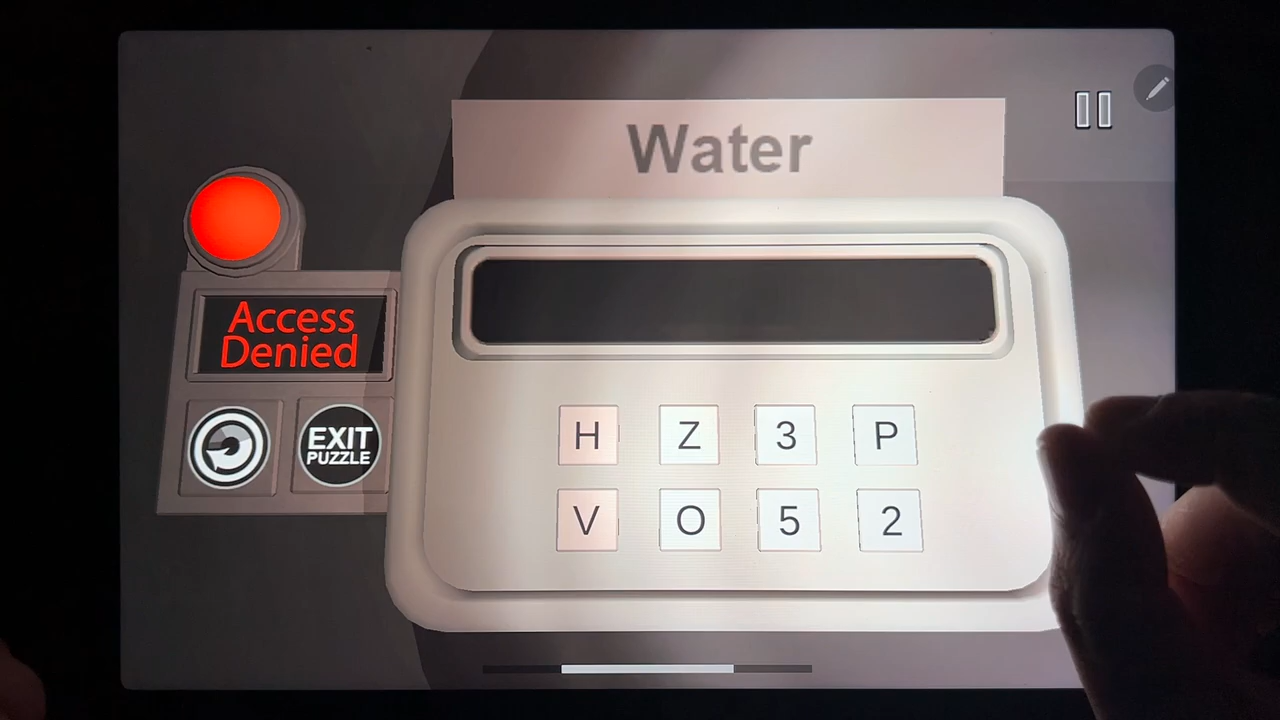 Water
Access
Denied
EXIT
PUZZLE
H Z 3 P
V O 5 2